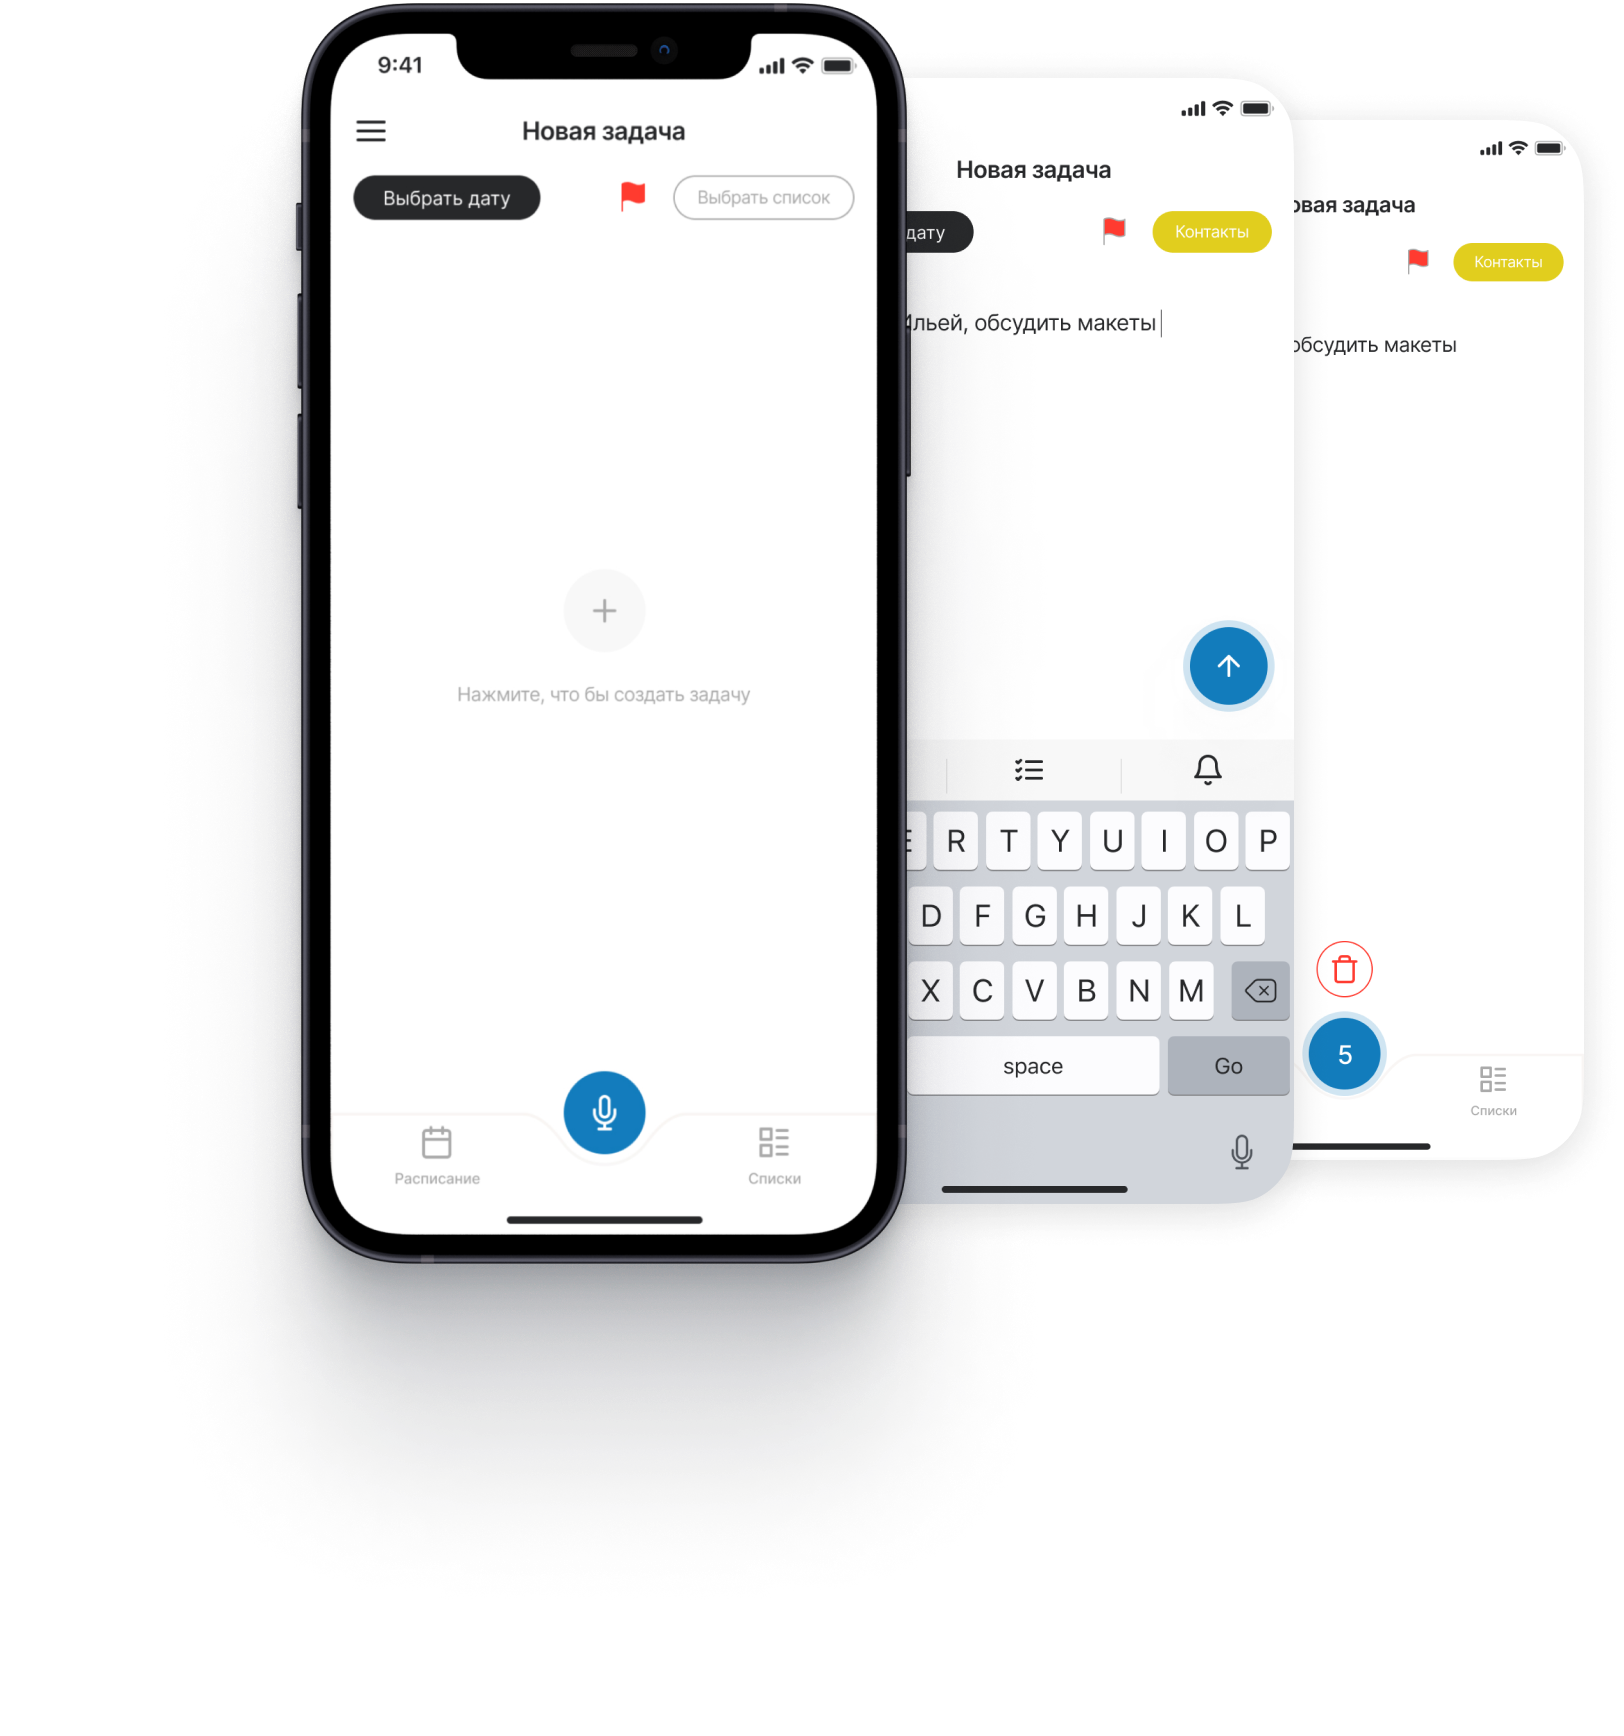 9:41
Новая задача
Выбрать дату
Выбрать список
Нажмите, что бы создать задачу
Расписание
Списки
Новая задача
дату
Контакты
Ильей, обсудить макеты
E R T Y U I O P
D F G H J K L
X C V B N M
space
Go
овая задача
Контакты
обсудить макеты
5
Списки